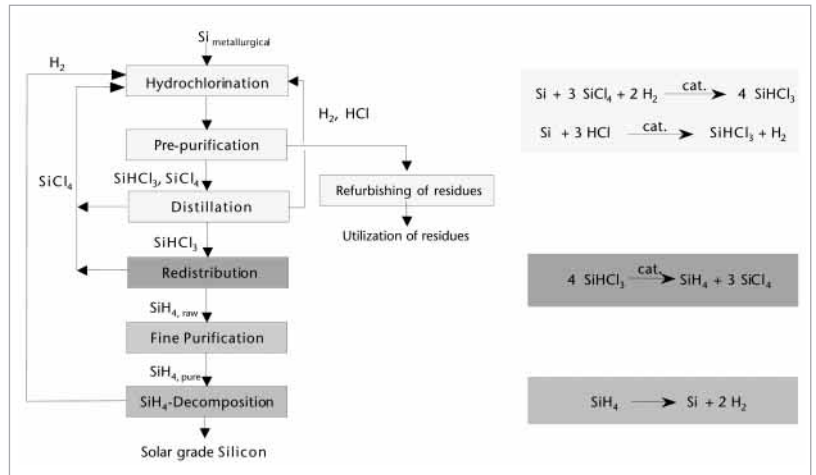 Si metallurgical
H₂
Hydrochlorination
H₂, HCl
Pre-purification
SiCl₄
SiHCl₃, SiCl₄
Refurbishing of residues
Distillation
Utilization of residues
SiHCl₃
Redistribution
SiH₄, raw
Fine Purification
SiH₄, pure
SiH₄-Decomposition
Solar grade Silicon
Si + 3 SiCl₄ + 2 H₂ cat. → 4 SiHCl₃
Si + 3 HCl cat. → SiHCl₃ + H₂
4 SiHCl₃ cat. → SiH₄ + 3 SiCl₄
SiH₄ → Si + 2 H₂